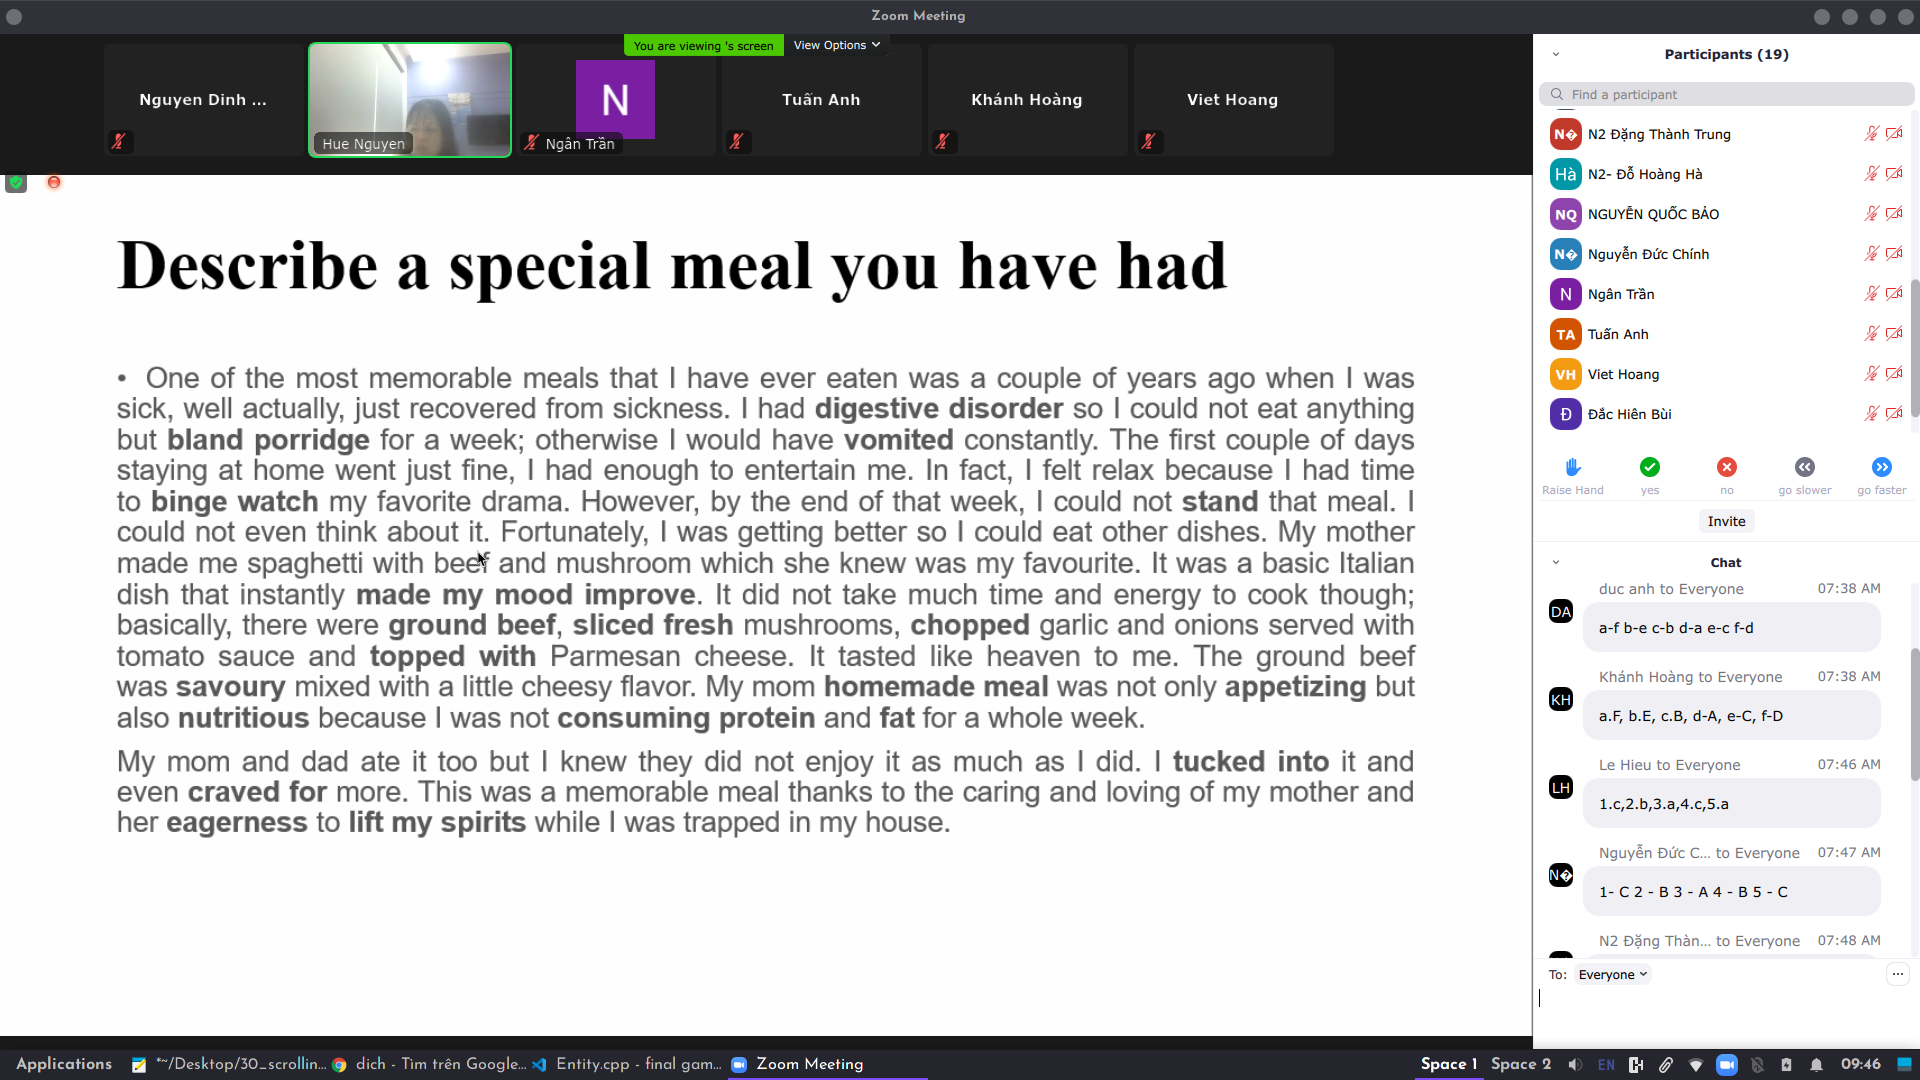 Zoom Meeting
You are viewing 's screen
View Options
Nguyen Dinh ...
Hue Nguyen
N
Ngân Trần
Tuấn Anh
Khánh Hoàng
Viet Hoang
Describe a special meal you have had
• One of the most memorable meals that I have ever eaten was a couple of years ago when I was
sick, well actually, just recovered from sickness. I had digestive disorder so I could not eat anything
but bland porridge for a week; otherwise I would have vomited constantly. The first couple of days
staying at home went just fine, I had enough to entertain me. In fact, I felt relax because I had time
to binge watch my favorite drama. However, by the end of that week, I could not stand that meal. I
could not even think about it. Fortunately, I was getting better so I could eat other dishes. My mother
made me spaghetti with beef and mushroom which she knew was my favourite. It was a basic Italian
dish that instantly made my mood improve. It did not take much time and energy to cook though;
basically, there were ground beef, sliced fresh mushrooms, chopped garlic and onions served with
tomato sauce and topped with Parmesan cheese. It tasted like heaven to me. The ground beef
was savoury mixed with a little cheesy flavor. My mom homemade meal was not only appetizing but
also nutritious because I was not consuming protein and fat for a whole week.
My mom and dad ate it too but I knew they did not enjoy it as much as I did. I tucked into it and
even craved for more. This was a memorable meal thanks to the caring and loving of my mother and
her eagerness to lift my spirits while I was trapped in my house.
Participants (19)
Find a participant
N� N2 Đặng Thành Trung
Hà N2- Đỗ Hoàng Hà
NQ NGUYỄN QUỐC BẢO
N� Nguyễn Đức Chính
N Ngân Trần
TA Tuấn Anh
VH Viet Hoang
Đ Đắc Hiên Bùi
Raise Hand yes no go slower go faster
Invite
Chat
duc anh to Everyone 07:38 AM
DA a-f b-e c-b d-a e-c f-d
Khánh Hoàng to Everyone 07:38 AM
KH a.F, b.E, c.B, d-A, e-C, f-D
Le Hieu to Everyone 07:46 AM
LH 1.c,2.b,3.a,4.c,5.a
Nguyễn Đức C... to Everyone 07:47 AM
N� 1- C 2 - B 3 - A 4 - B 5 - C
N2 Đặng Thàn... to Everyone 07:48 AM
To: Everyone
Applications
*~/Desktop/30_scrollin...
dich - Tìm trên Google...
Entity.cpp - final gam...
Zoom Meeting
Space 1 Space 2 EN 09:46